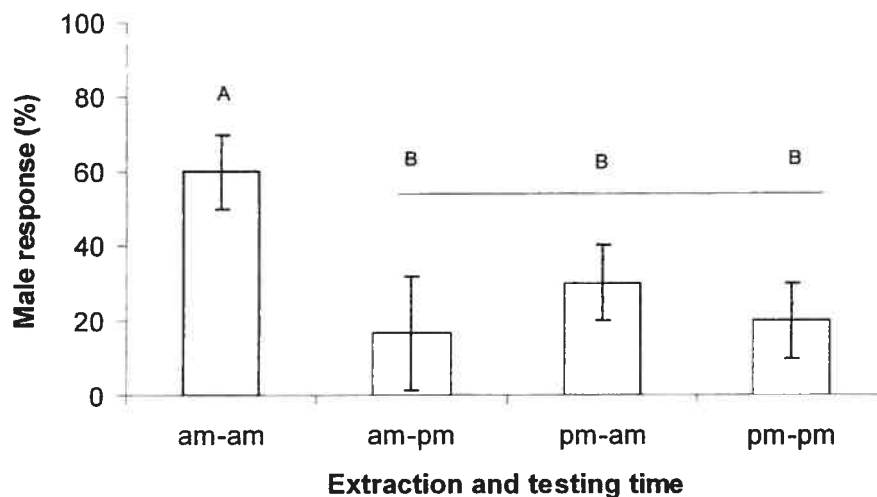 100
80
60
40
20
0
Male response (%)
A
B
B
B
am-am
am-pm
pm-am
pm-pm
Extraction and testing time